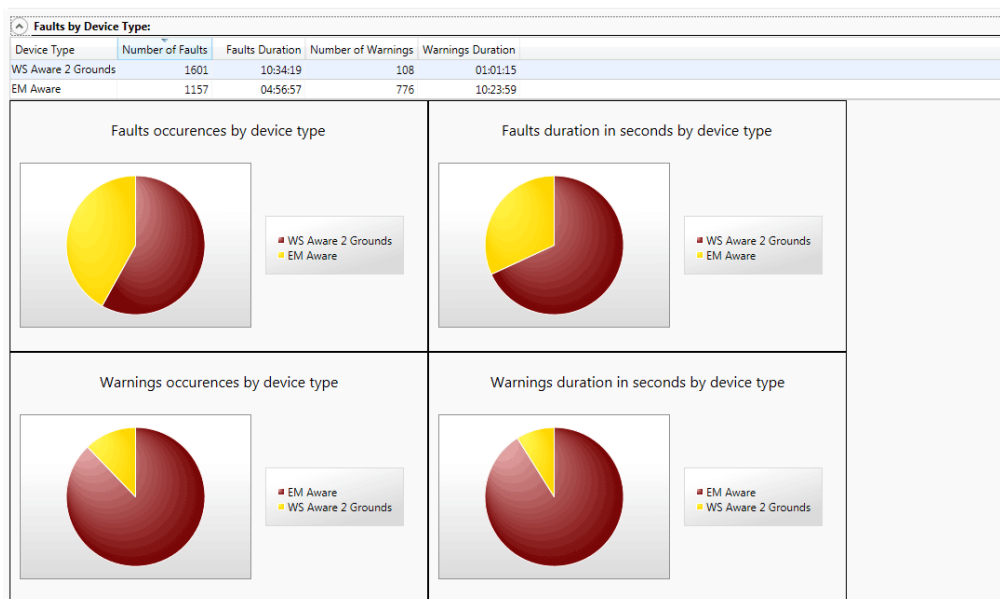 Faults by Device Type:
Device Type Number of Faults Faults Duration Number of Warnings Warnings Duration
WS Aware 2 Grounds 1601 10:34:19 108 01:01:15
EM Aware 1157 04:56:57 776 10:23:59
Faults occurences by device type
WS Aware 2 Grounds
EM Aware
Faults duration in seconds by device type
WS Aware 2 Grounds
EM Aware
Warnings occurences by device type
EM Aware
WS Aware 2 Grounds
Warnings duration in seconds by device type
EM Aware
WS Aware 2 Grounds